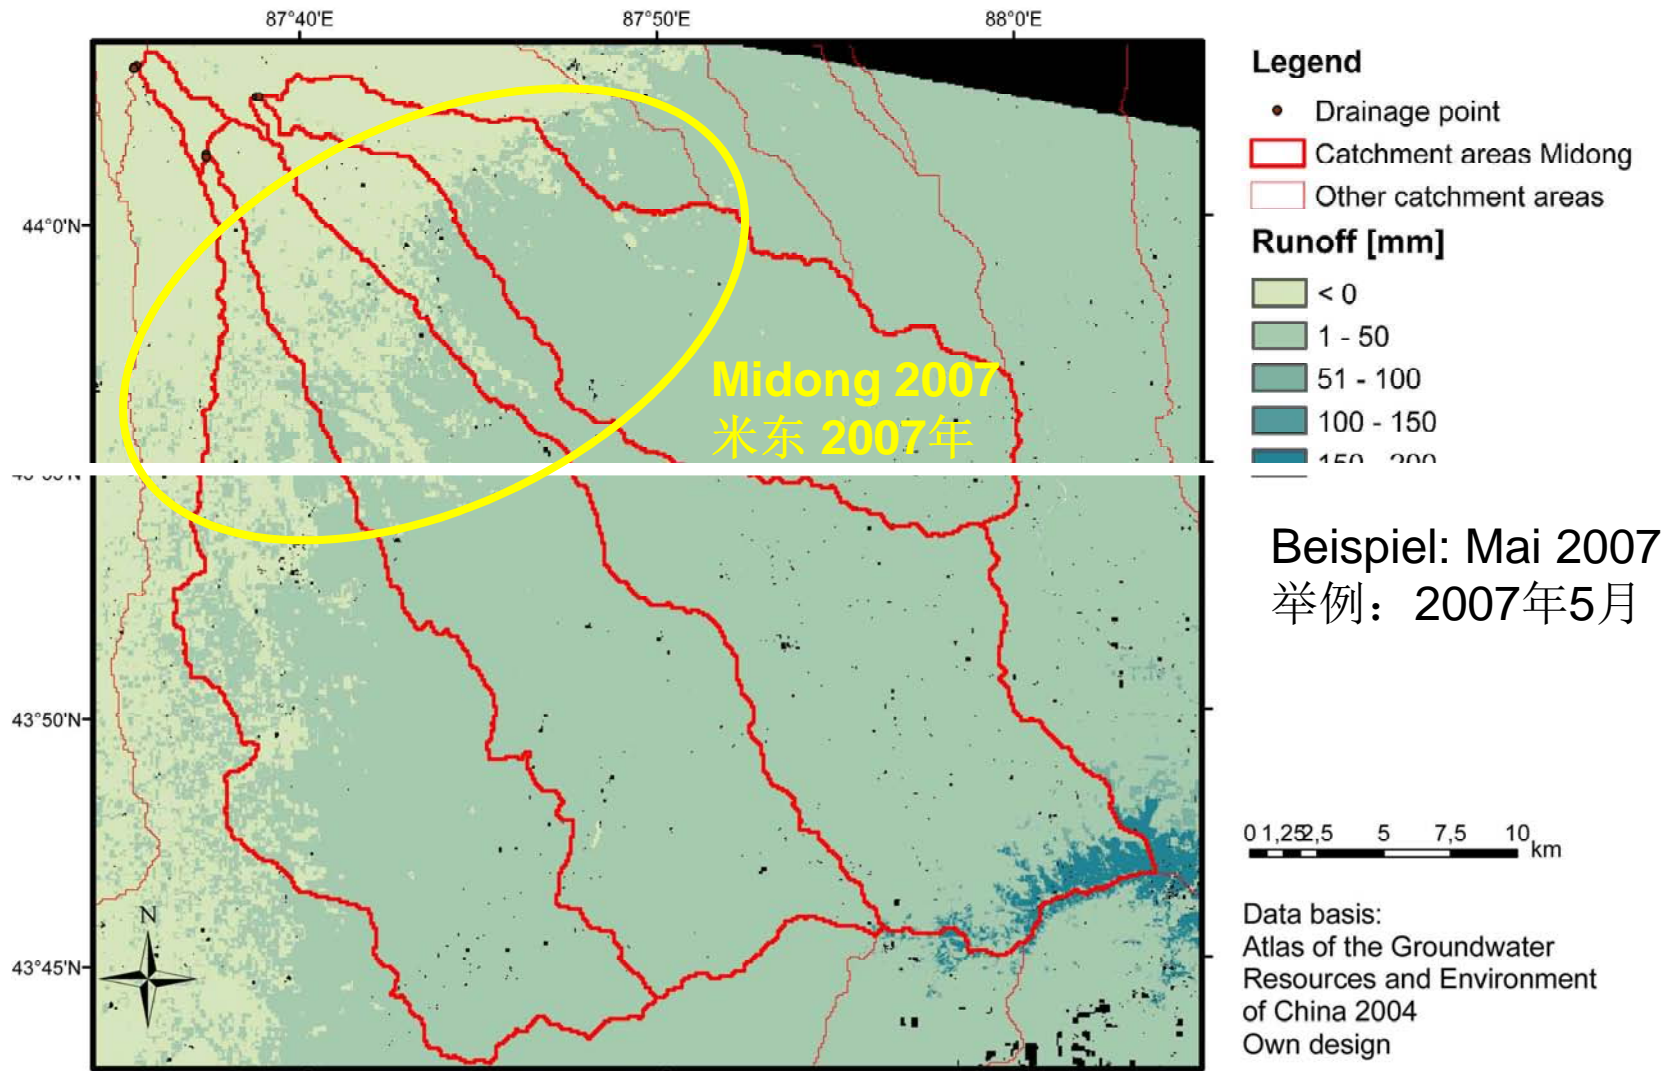 87°40'E
87°50'E
88°0'E
44°0'N
43°50'N
43°45'N
Midong 2007
米东 2007年
N
Legend
Drainage point
Catchment areas Midong
Other catchment areas
Runoff [mm]
< 0
1 - 50
51 - 100
100 - 150
150 - 200
Beispiel: Mai 2007
举例：2007年5月
0 1,25 2,5 5 7,5 10
km
Data basis:
Atlas of the Groundwater
Resources and Environment
of China 2004
Own design